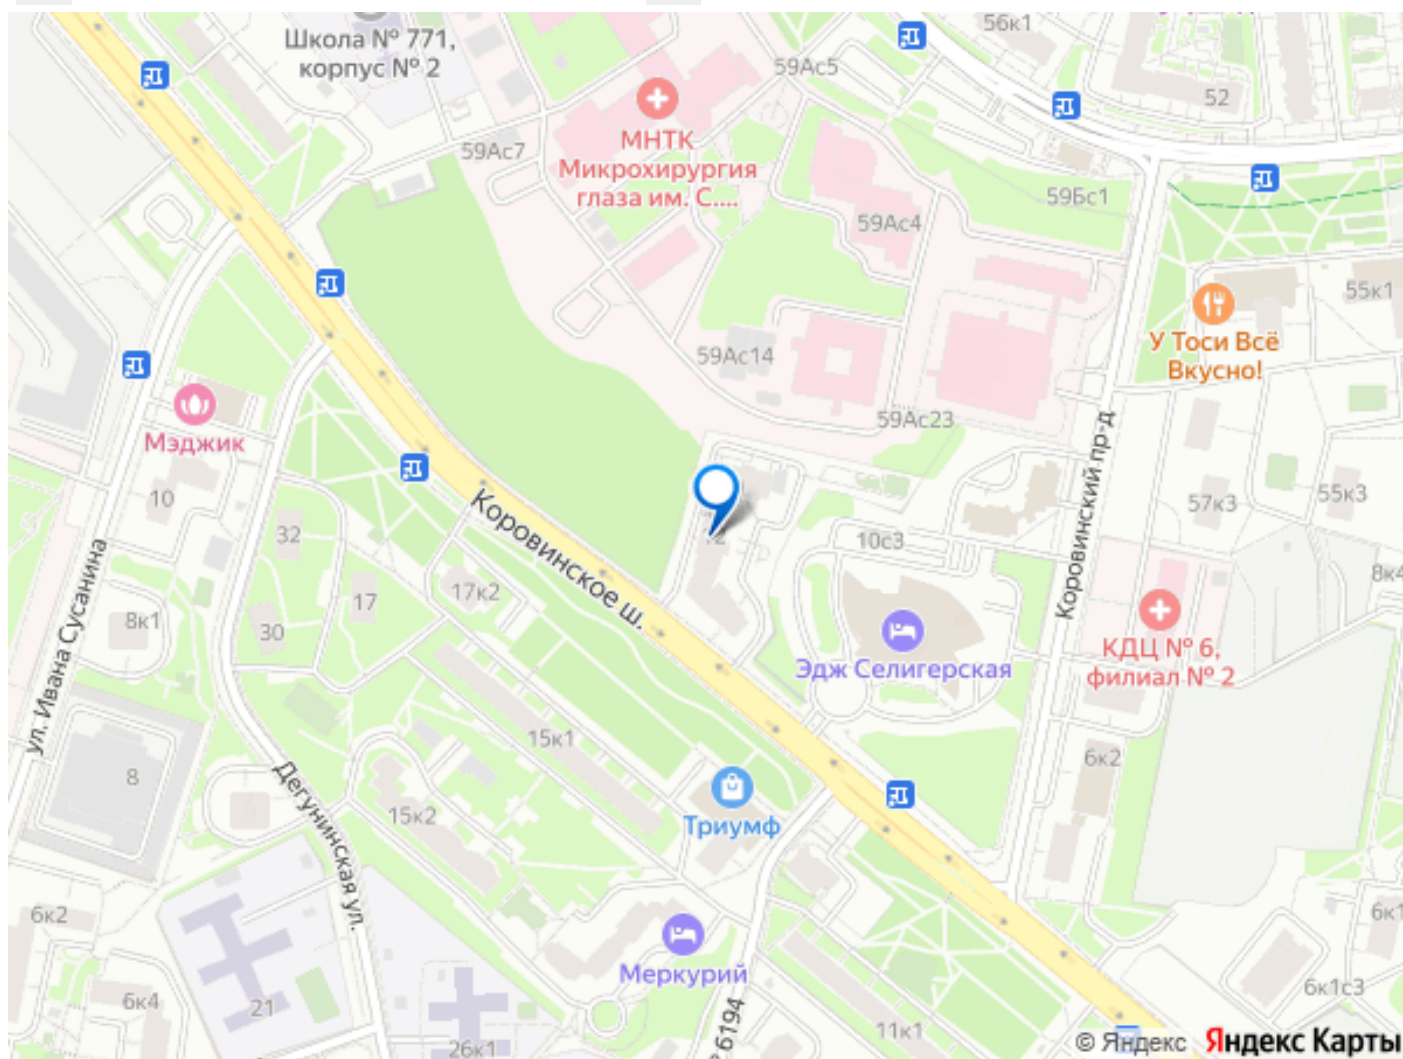 Школа № 771,
корпус № 2
56к1
59Ас5
52
МНТК
Микрохирургия
глаза им. С....
59Ас7
59Бс1
59Ас4
55к1
У Тоси Всё
Вкусно!
59Ас14
59Ас23
Мэджик
Коровинский пр-д
10
57к3
55к3
Коровинское ш.
32
10с3
17к2
17
8к4
ул. Ивана Сусанина
8к1
30
КДЦ № 6,
филиал № 2
Эдж Селигерская
15к1
6к2
8
Дегунинская ул.
15к2
Триумф
6к2
6к1
Меркурий
6к4
21
6к1с3
6194
11к1
26к1
© Яндекс Яндекс Карты